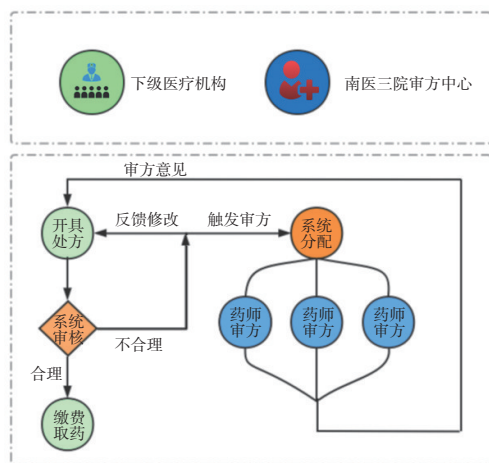 下级医疗机构
南医三院审方中心
审方意见
开具
处方
反馈修改
触发审方
系统
分配
系统
审核
不合理
药师
审方
药师
审方
药师
审方
合理
缴费
取药